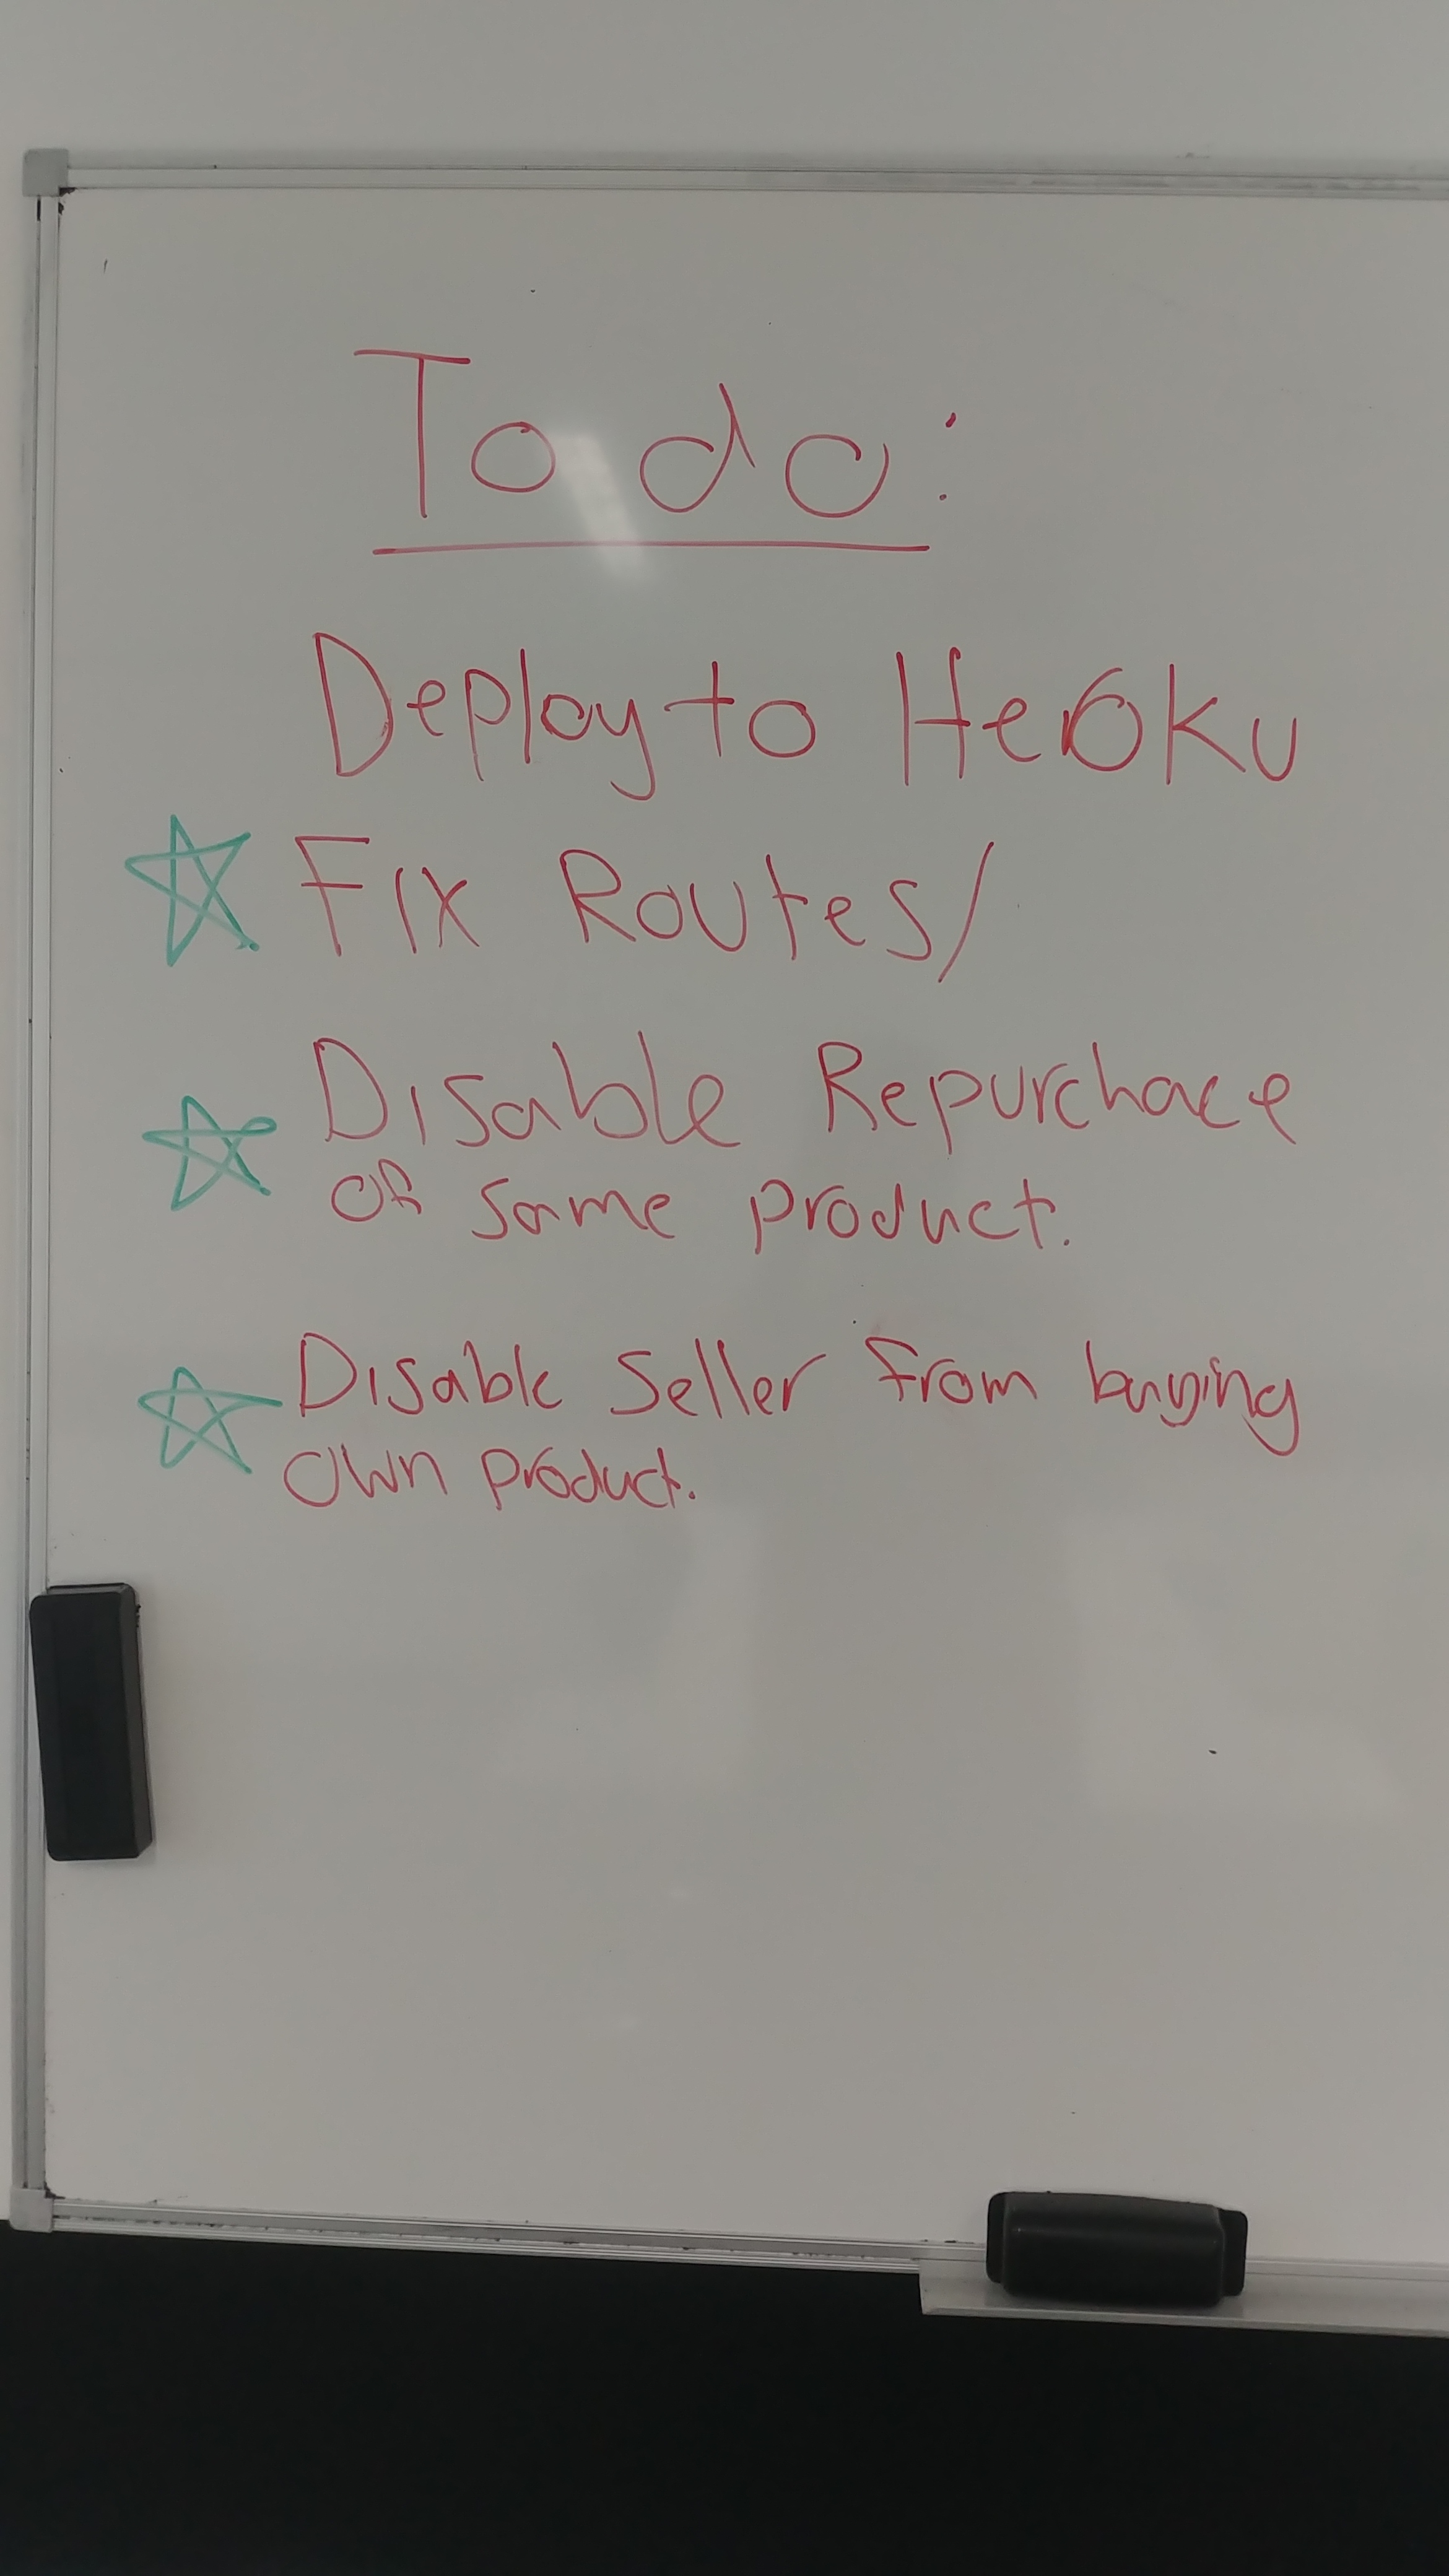 To do:
Deploy to Heroku
Fix Routes/
Disable Repurchace
of same product.
Disable Seller from buying
own product.